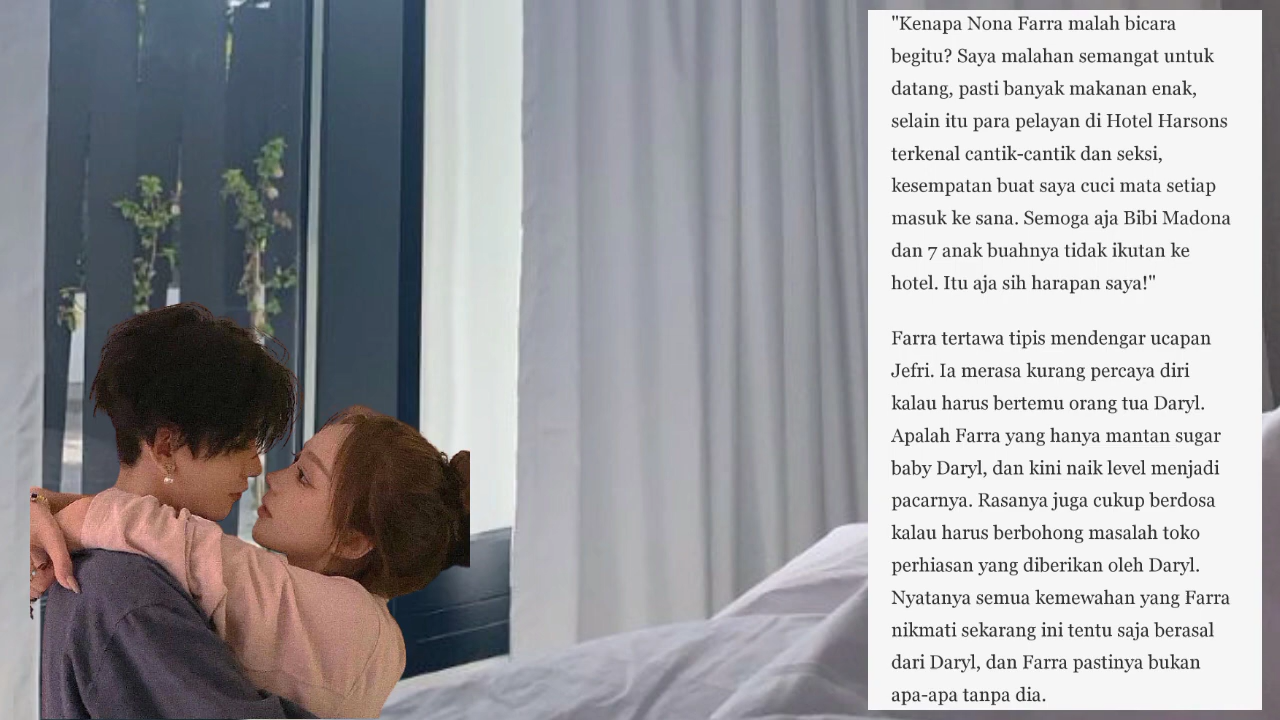 "Kenapa Nona Farra malah bicara
begitu? Saya malahan semangat untuk
datang, pasti banyak makanan enak,
selain itu para pelayan di Hotel Harsons
terkenal cantik-cantik dan seksi,
kesempatan buat saya cuci mata setiap
masuk ke sana. Semoga aja Bibi Madona
dan 7 anak buahnya tidak ikutan ke
hotel. Itu aja sih harapan saya!"
Farra tertawa tipis mendengar ucapan
Jefri. Ia merasa kurang percaya diri
kalau harus bertemu orang tua Daryl.
Apalah Farra yang hanya mantan sugar
baby Daryl, dan kini naik level menjadi
pacarnya. Rasanya juga cukup berdosa
kalau harus berbohong masalah toko
perhiasan yang diberikan oleh Daryl.
Nyatanya semua kemewahan yang Farra
nikmati sekarang ini tentu saja berasal
dari Daryl, dan Farra pastinya bukan
apa-apa tanpa dia.